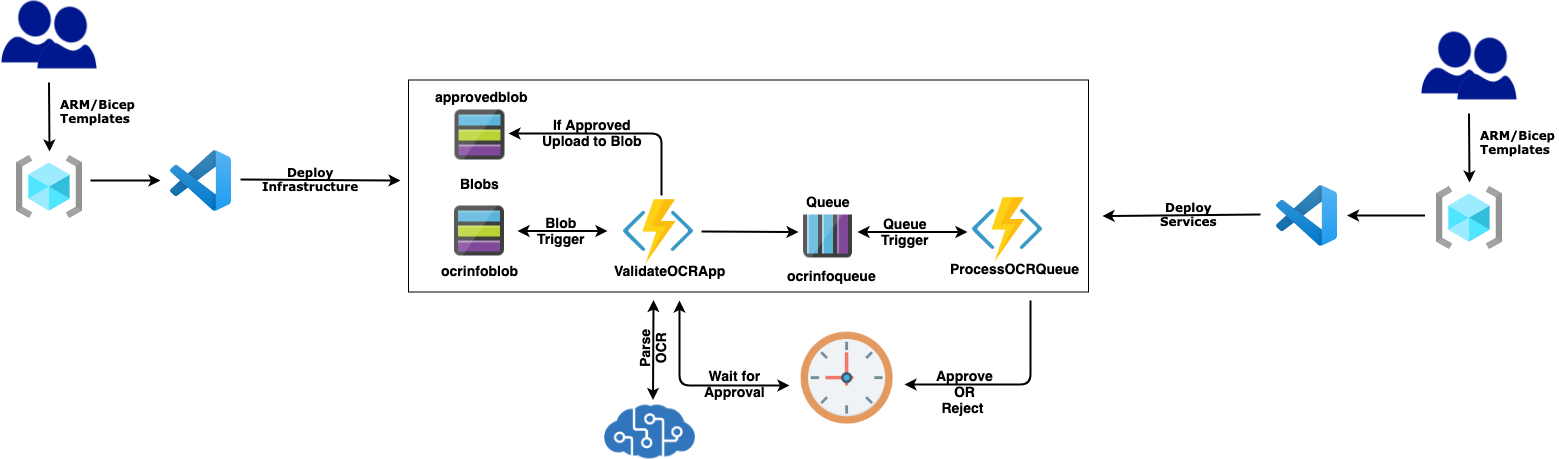 ARM/Bicep
Templates
Deploy
Infrastructure
approvedblob
If Approved
Upload to Blob
Blobs
Blob
Trigger
ocrinfoblob
ValidateOCRApp
Queue
ocrinfoqueue
Queue
Trigger
ProcessOCRQueue
Parse
OCR
Wait for
Approval
Approve
OR
Reject
Deploy
Services
ARM/Bicep
Templates